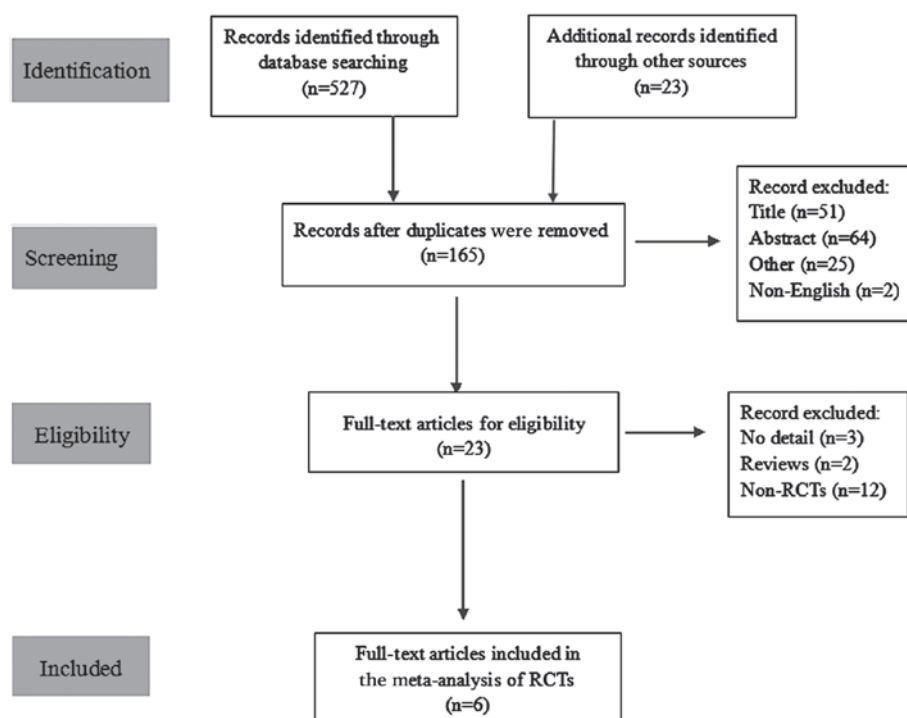 Identification
Records identified through
database searching
(n=527)
Additional records identified
through other sources
(n=23)
Screening
Records after duplicates were removed
(n=165)
Record excluded:
Title (n=51)
Abstract (n=64)
Other (n=25)
Non-English (n=2)
Eligibility
Full-text articles for eligibility
(n=23)
Record excluded:
No detail (n=3)
Reviews (n=2)
Non-RCTs (n=12)
Included
Full-text articles included in
the meta-analysis of RCTs
(n=6)